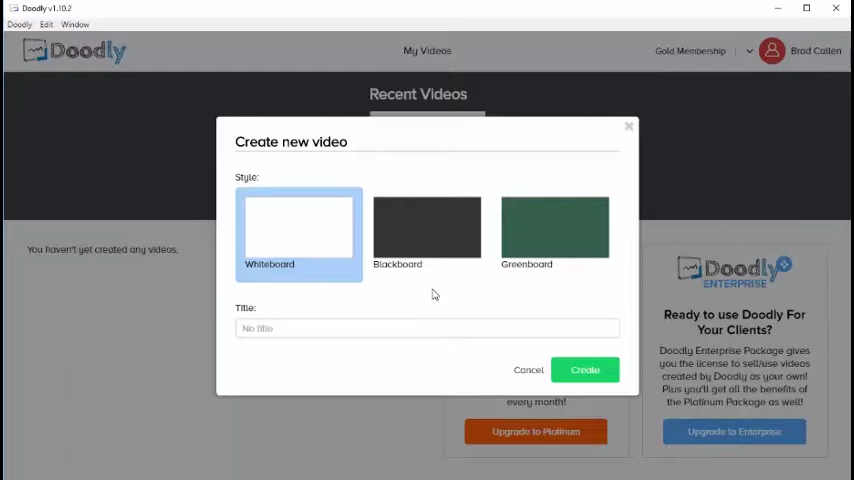 Doodly v1.10.2
Doodly Edit Window
Doodly
My Videos
Gold Membership
Brad Callen
Recent Videos
Create new video
Style:
Whiteboard
Blackboard
Greenboard
Title:
No title
Cancel
Create
You haven't yet created any videos.
every month!
Upgrade to Platinum
Doodly
ENTERPRISE
Ready to use Doodly For
Your Clients?
Doodly Enterprise Package gives
you the license to sell/use videos
created by Doodly as your own!
Plus you'll get all the benefits of
the Platinum Package as well!
Upgrade to Enterprise